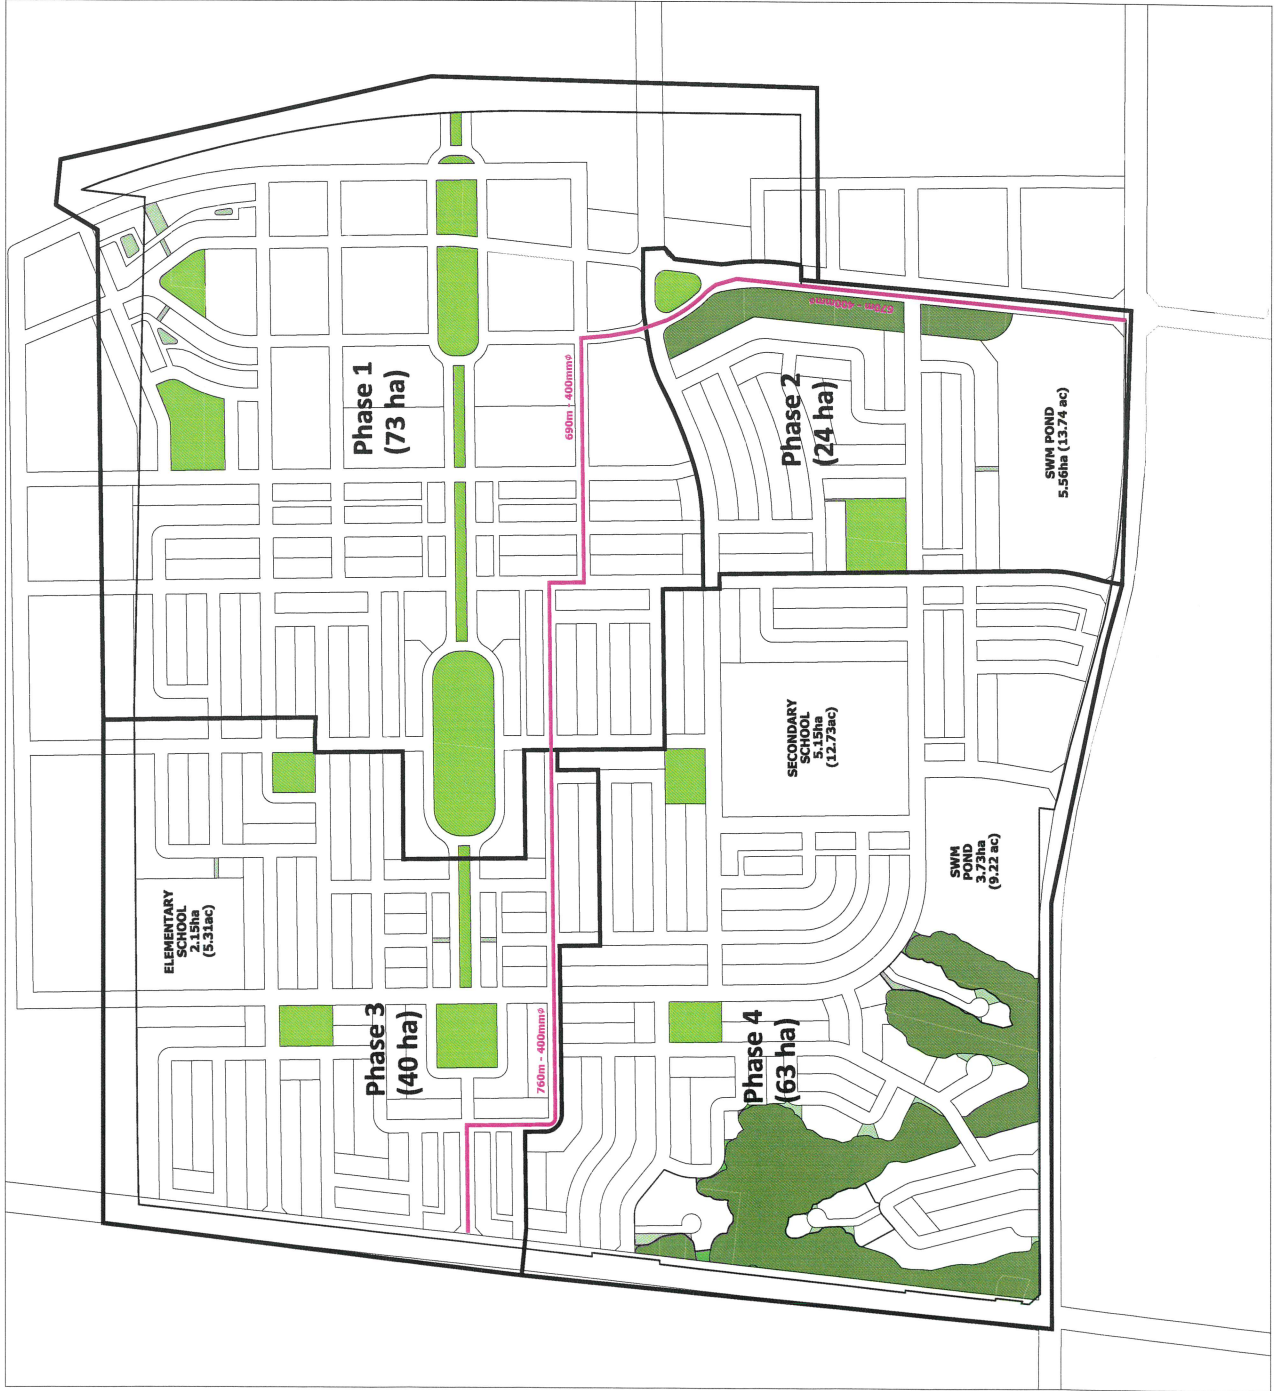 Phase 1
(73 ha)
690m - 400mmø
570m - 400mmø
Phase 2
(24 ha)
SWM POND
5.56ha (13.74 ac)
SECONDARY
SCHOOL
5.15ha
(12.73ac)
SWM
POND
3.73ha
(9.22 ac)
ELEMENTARY
SCHOOL
2.15ha
(5.31ac)
Phase 3
(40 ha)
760m - 400mmø
Phase 4
(63 ha)